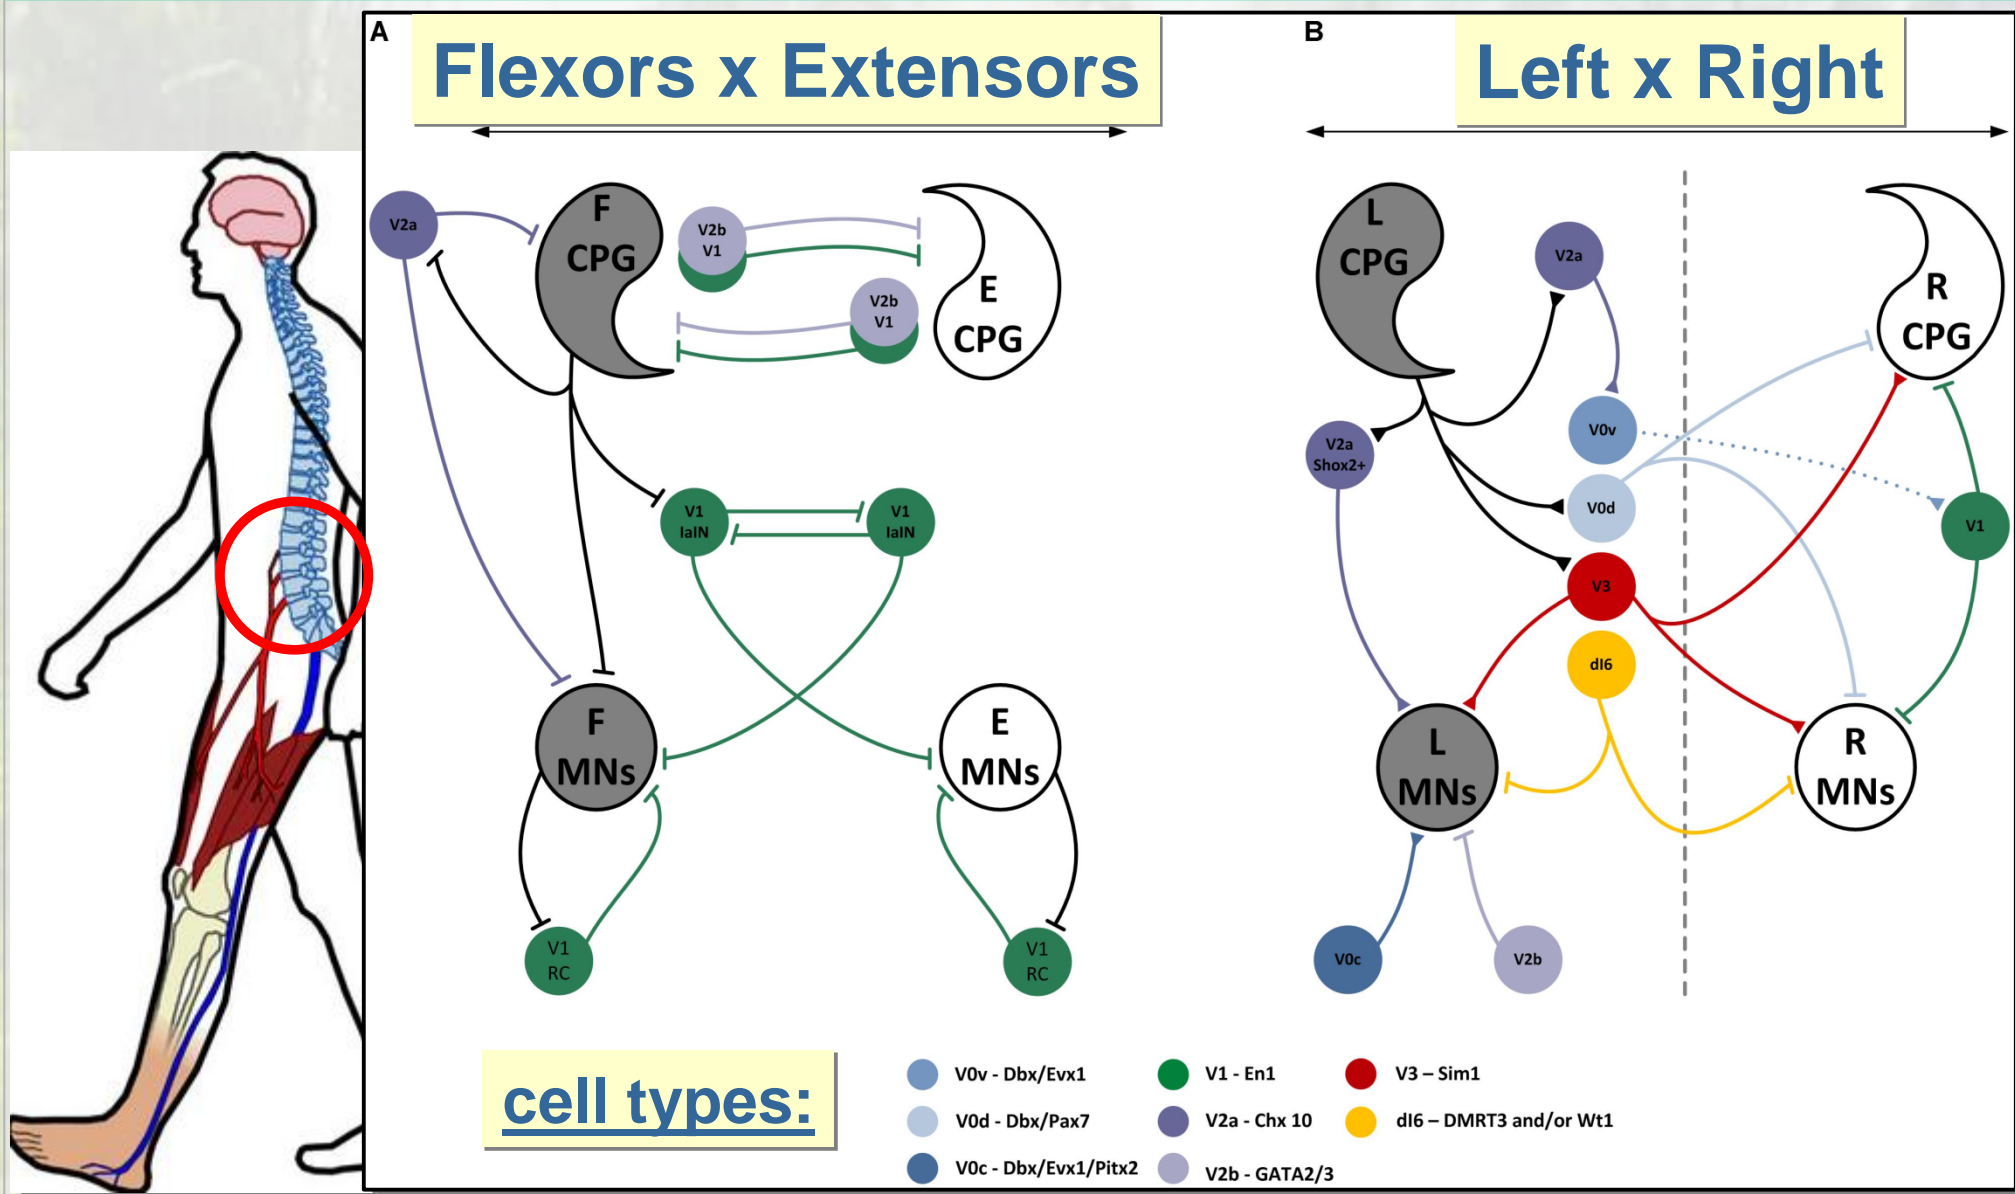 A
Flexors x Extensors
V2a
F
CPG
V2b
V1
V2b
V1
E
CPG
V1
IaIN
V1
IaIN
F
MNs
E
MNs
V1
RC
V1
RC
B
Left x Right
L
CPG
V2a
R
CPG
V2a
Shox2+
V0v
V0d
V1
V3
dI6
L
MNs
R
MNs
V0c
V2b
cell types:
V0v - Dbx/Evx1
V0d - Dbx/Pax7
V0c - Dbx/Evx1/Pitx2
V1 - En1
V2a - Chx 10
V2b - GATA2/3
V3 – Sim1
dI6 – DMRT3 and/or Wt1